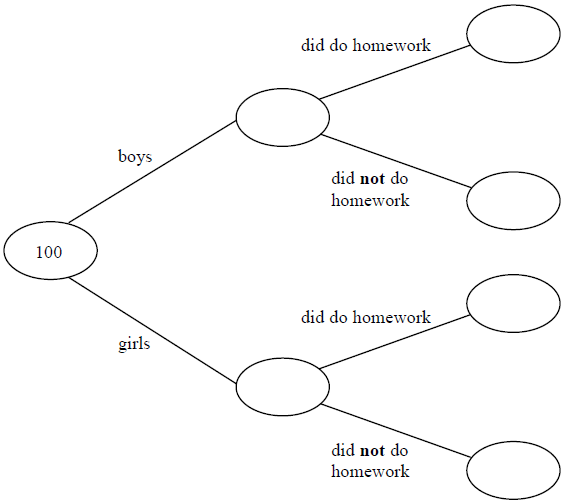 did do homework
boys
did not do
homework
100
did do homework
girls
did not do
homework